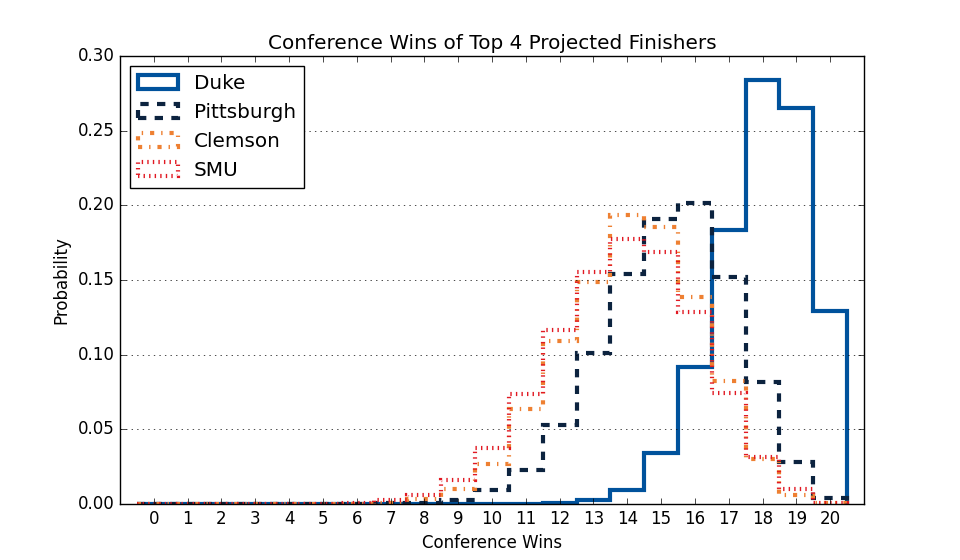 Conference Wins of Top 4 Projected Finishers
0.30
0.25
0.20
0.15
0.10
0.05
0.00
Probability
Duke
Pittsburgh
Clemson
SMU
0 1 2 3 4 5 6 7 8 9 10 11 12 13 14 15 16 17 18 19 20
Conference Wins